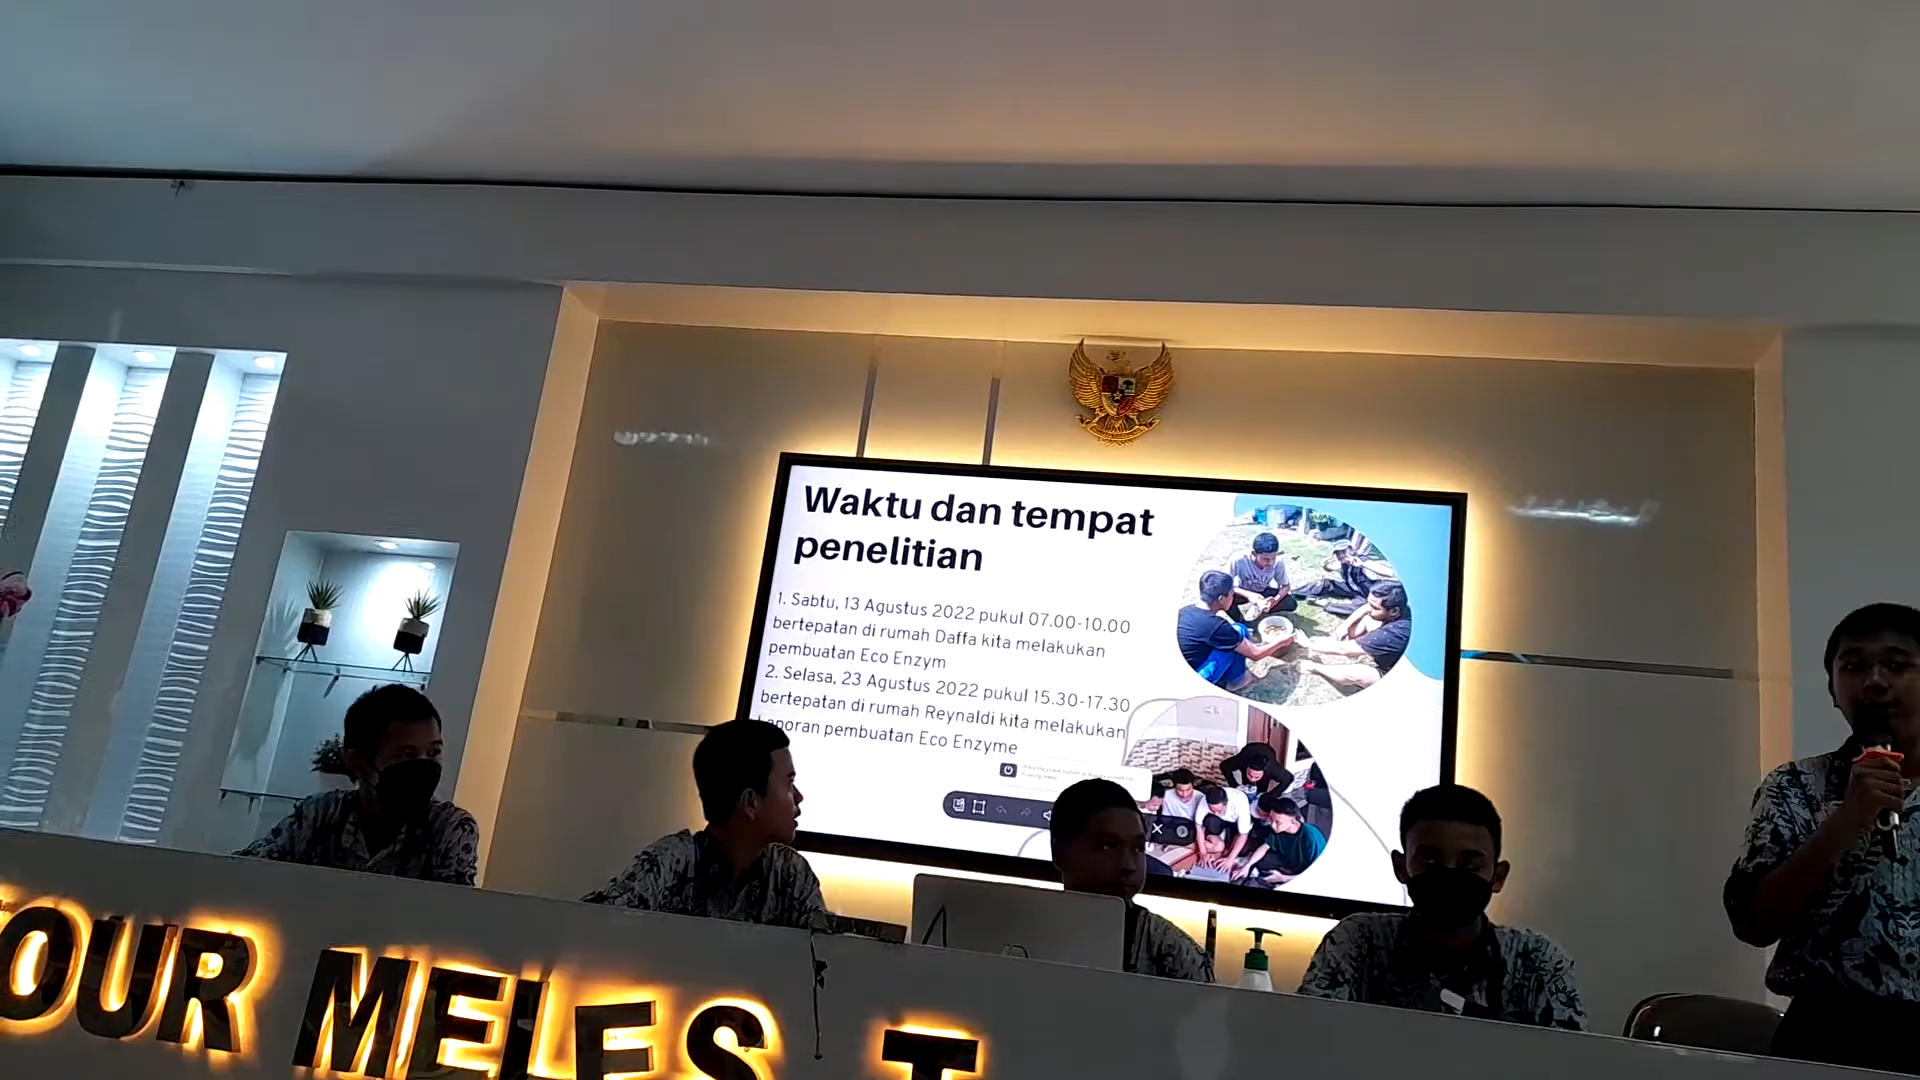 Waktu dan tempat
penelitian
1. Sabtu, 13 Agustus 2022 pukul 07.00-10.00
bertepatan di rumah Daffa kita melakukan
pembuatan Eco Enzym
2. Selasa, 23 Agustus 2022 pukul 15.30-17.30
bertepatan di rumah Reynaldi kita melakukan
Laporan pembuatan Eco Enzyme
OUR MELES T